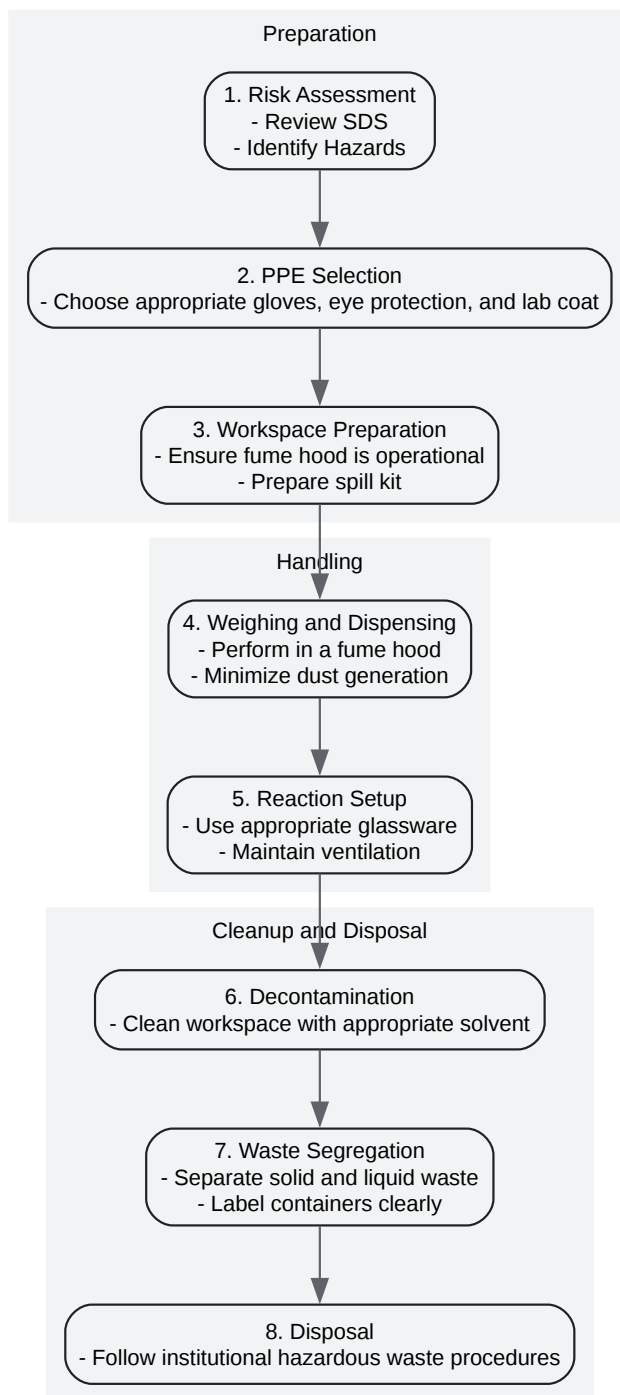 Preparation
1. Risk Assessment
- Review SDS
- Identify Hazards
2. PPE Selection
- Choose appropriate gloves, eye protection, and lab coat
3. Workspace Preparation
- Ensure fume hood is operational
- Prepare spill kit
Handling
4. Weighing and Dispensing
- Perform in a fume hood
- Minimize dust generation
5. Reaction Setup
- Use appropriate glassware
- Maintain ventilation
Cleanup and Disposal
6. Decontamination
- Clean workspace with appropriate solvent
7. Waste Segregation
- Separate solid and liquid waste
- Label containers clearly
8. Disposal
- Follow institutional hazardous waste procedures